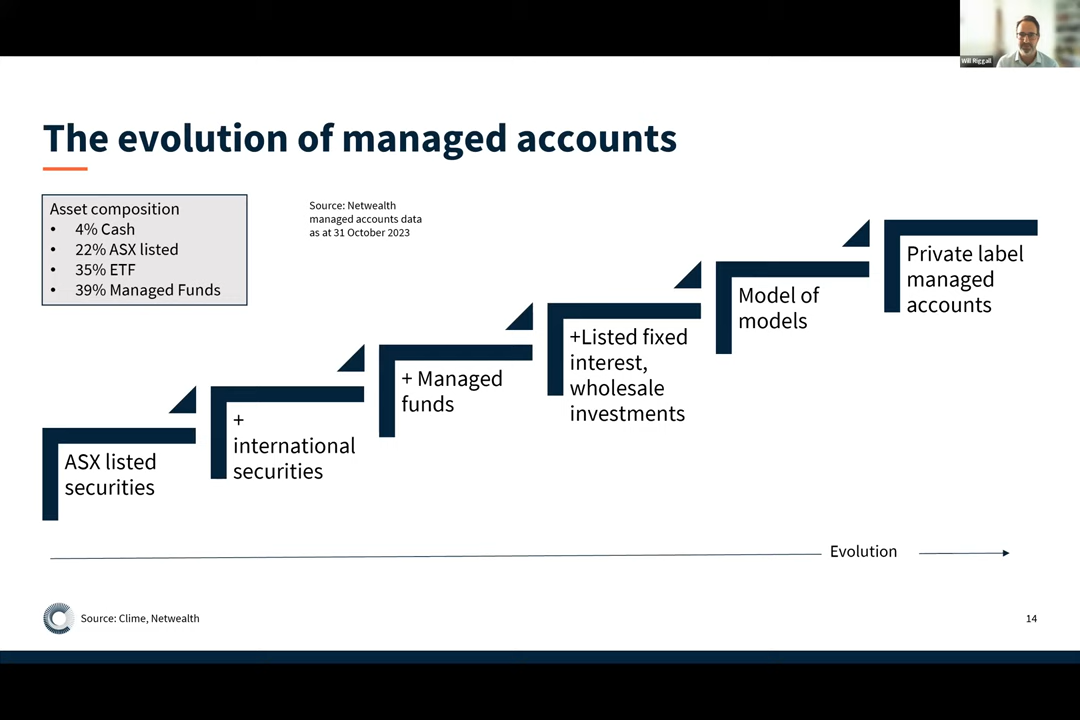 Will Riggall
The evolution of managed accounts
Asset composition
• 4% Cash
• 22% ASX listed
• 35% ETF
• 39% Managed Funds
Source: Netwealth
managed accounts data
as at 31 October 2023
ASX listed
securities
+
international
securities
+ Managed
funds
+Listed fixed
interest,
wholesale
investments
Model of
models
Private label
managed
accounts
Evolution
Source: Clime, Netwealth
14